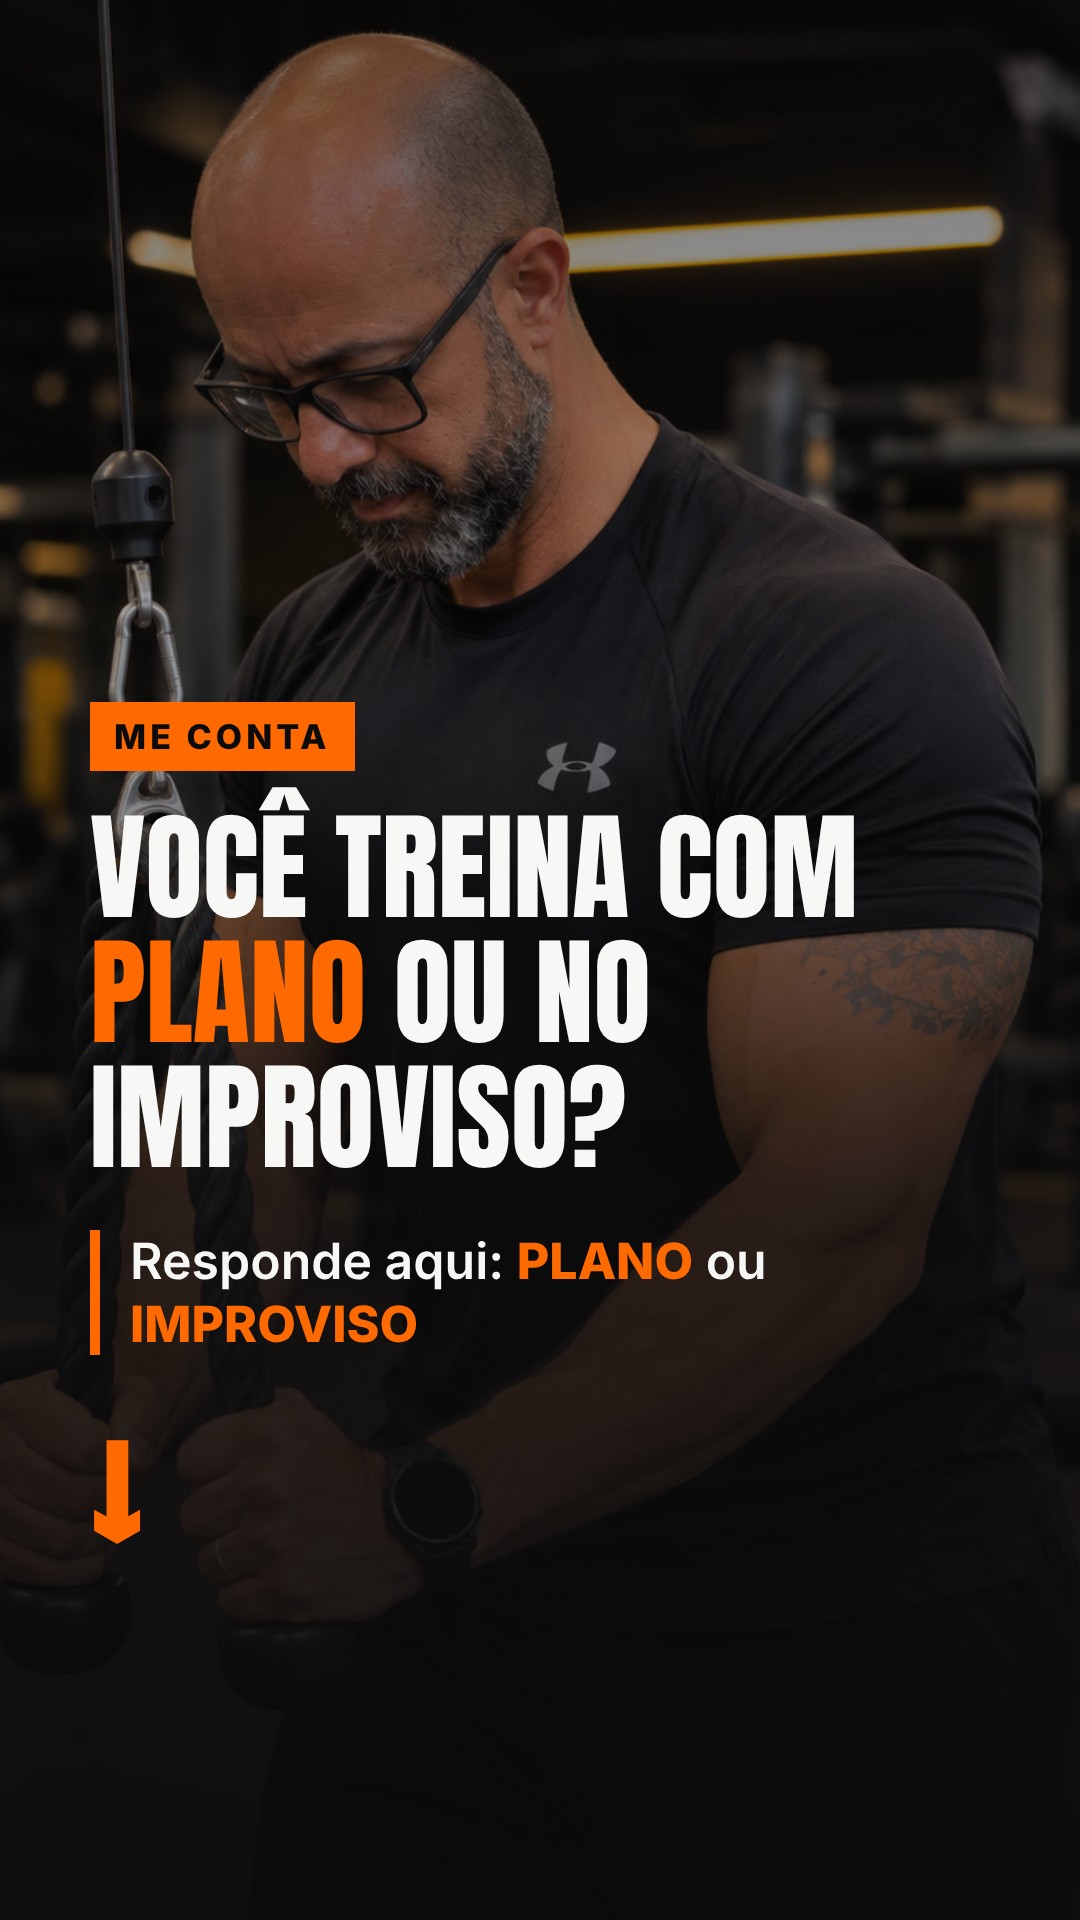 ME CONTA
VOCÊ TREINA COM
PLANO OU NO
IMPROVISO?
Responde aqui: PLANO ou
IMPROVISO